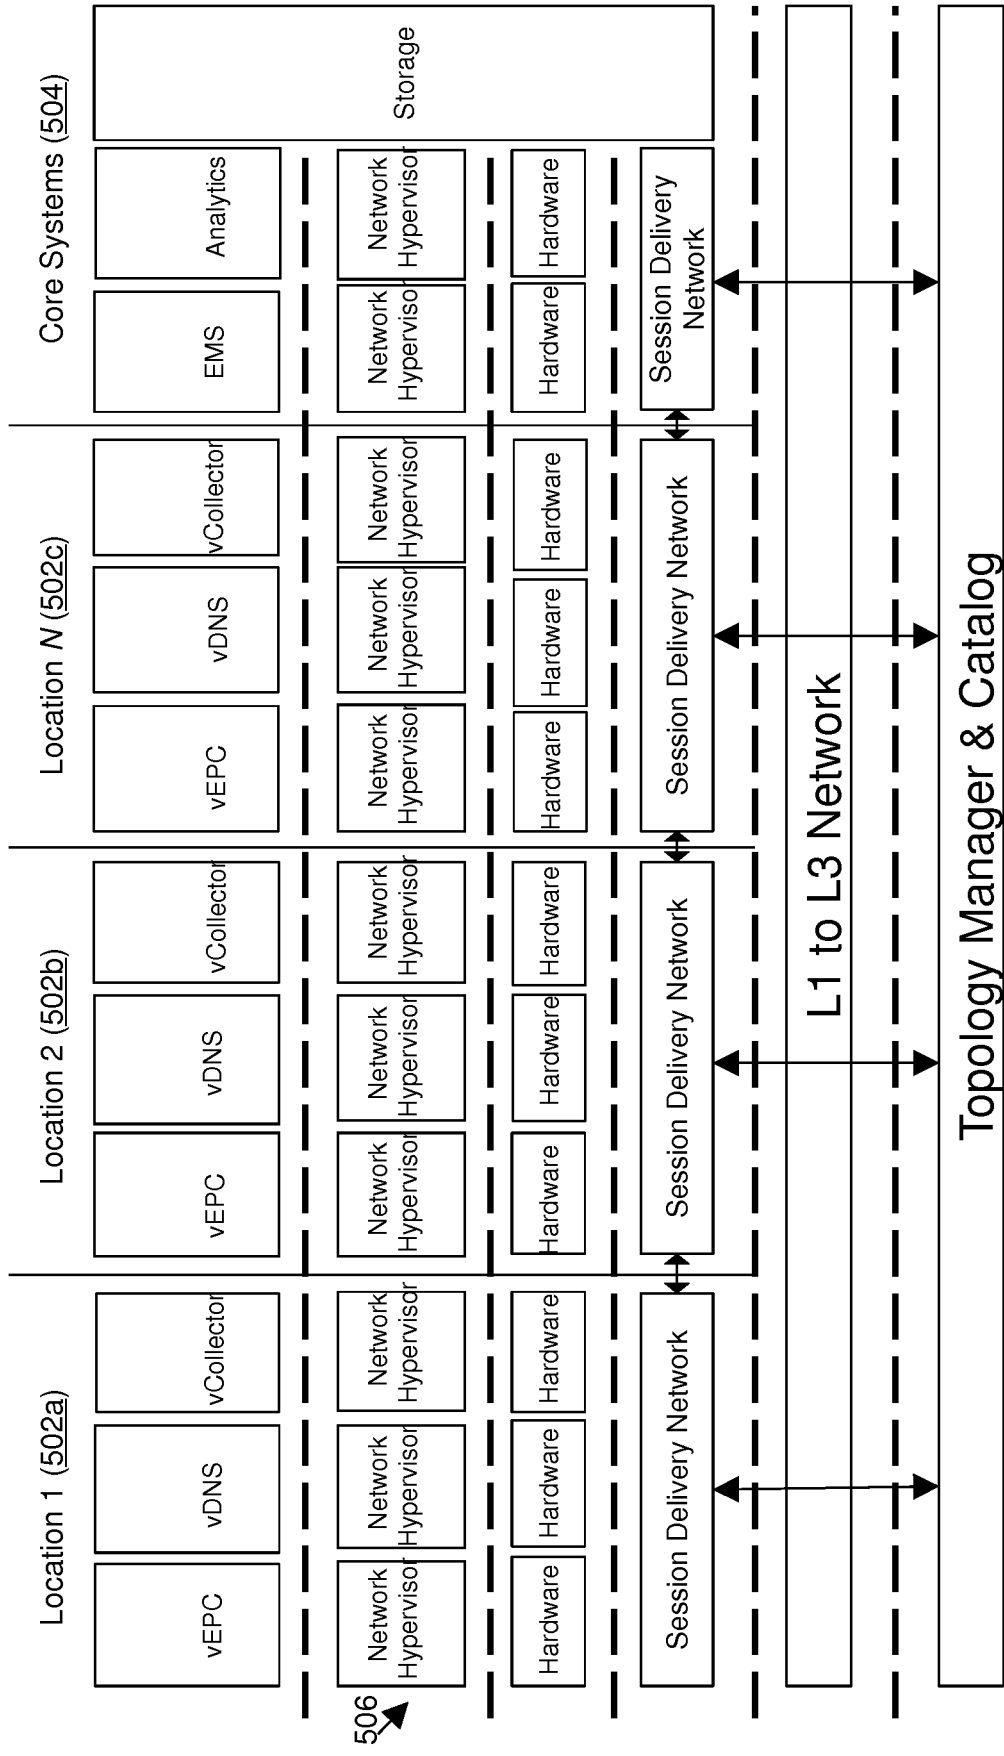 Location 1 (502a)
Location 2 (502b)
Location N (502c)
Core Systems (504)
vEPC
vDNS
vCollector
vEPC
vDNS
vCollector
vEPC
vDNS
vCollector
EMS
Analytics
Storage
506
Network
Hypervisor
Network
Hypervisor
Network
Hypervisor
Network
Hypervisor
Network
Hypervisor
Network
Hypervisor
Network
Hypervisor
Network
Hypervisor
Network
Hypervisor
Network
Hypervisor
Network
Hypervisor
Hardware
Hardware
Hardware
Hardware
Hardware
Hardware
Hardware
Hardware
Hardware
Hardware
Hardware
Session Delivery Network
Session Delivery Network
Session Delivery Network
Session Delivery
Network
L1 to L3 Network
Topology Manager & Catalog